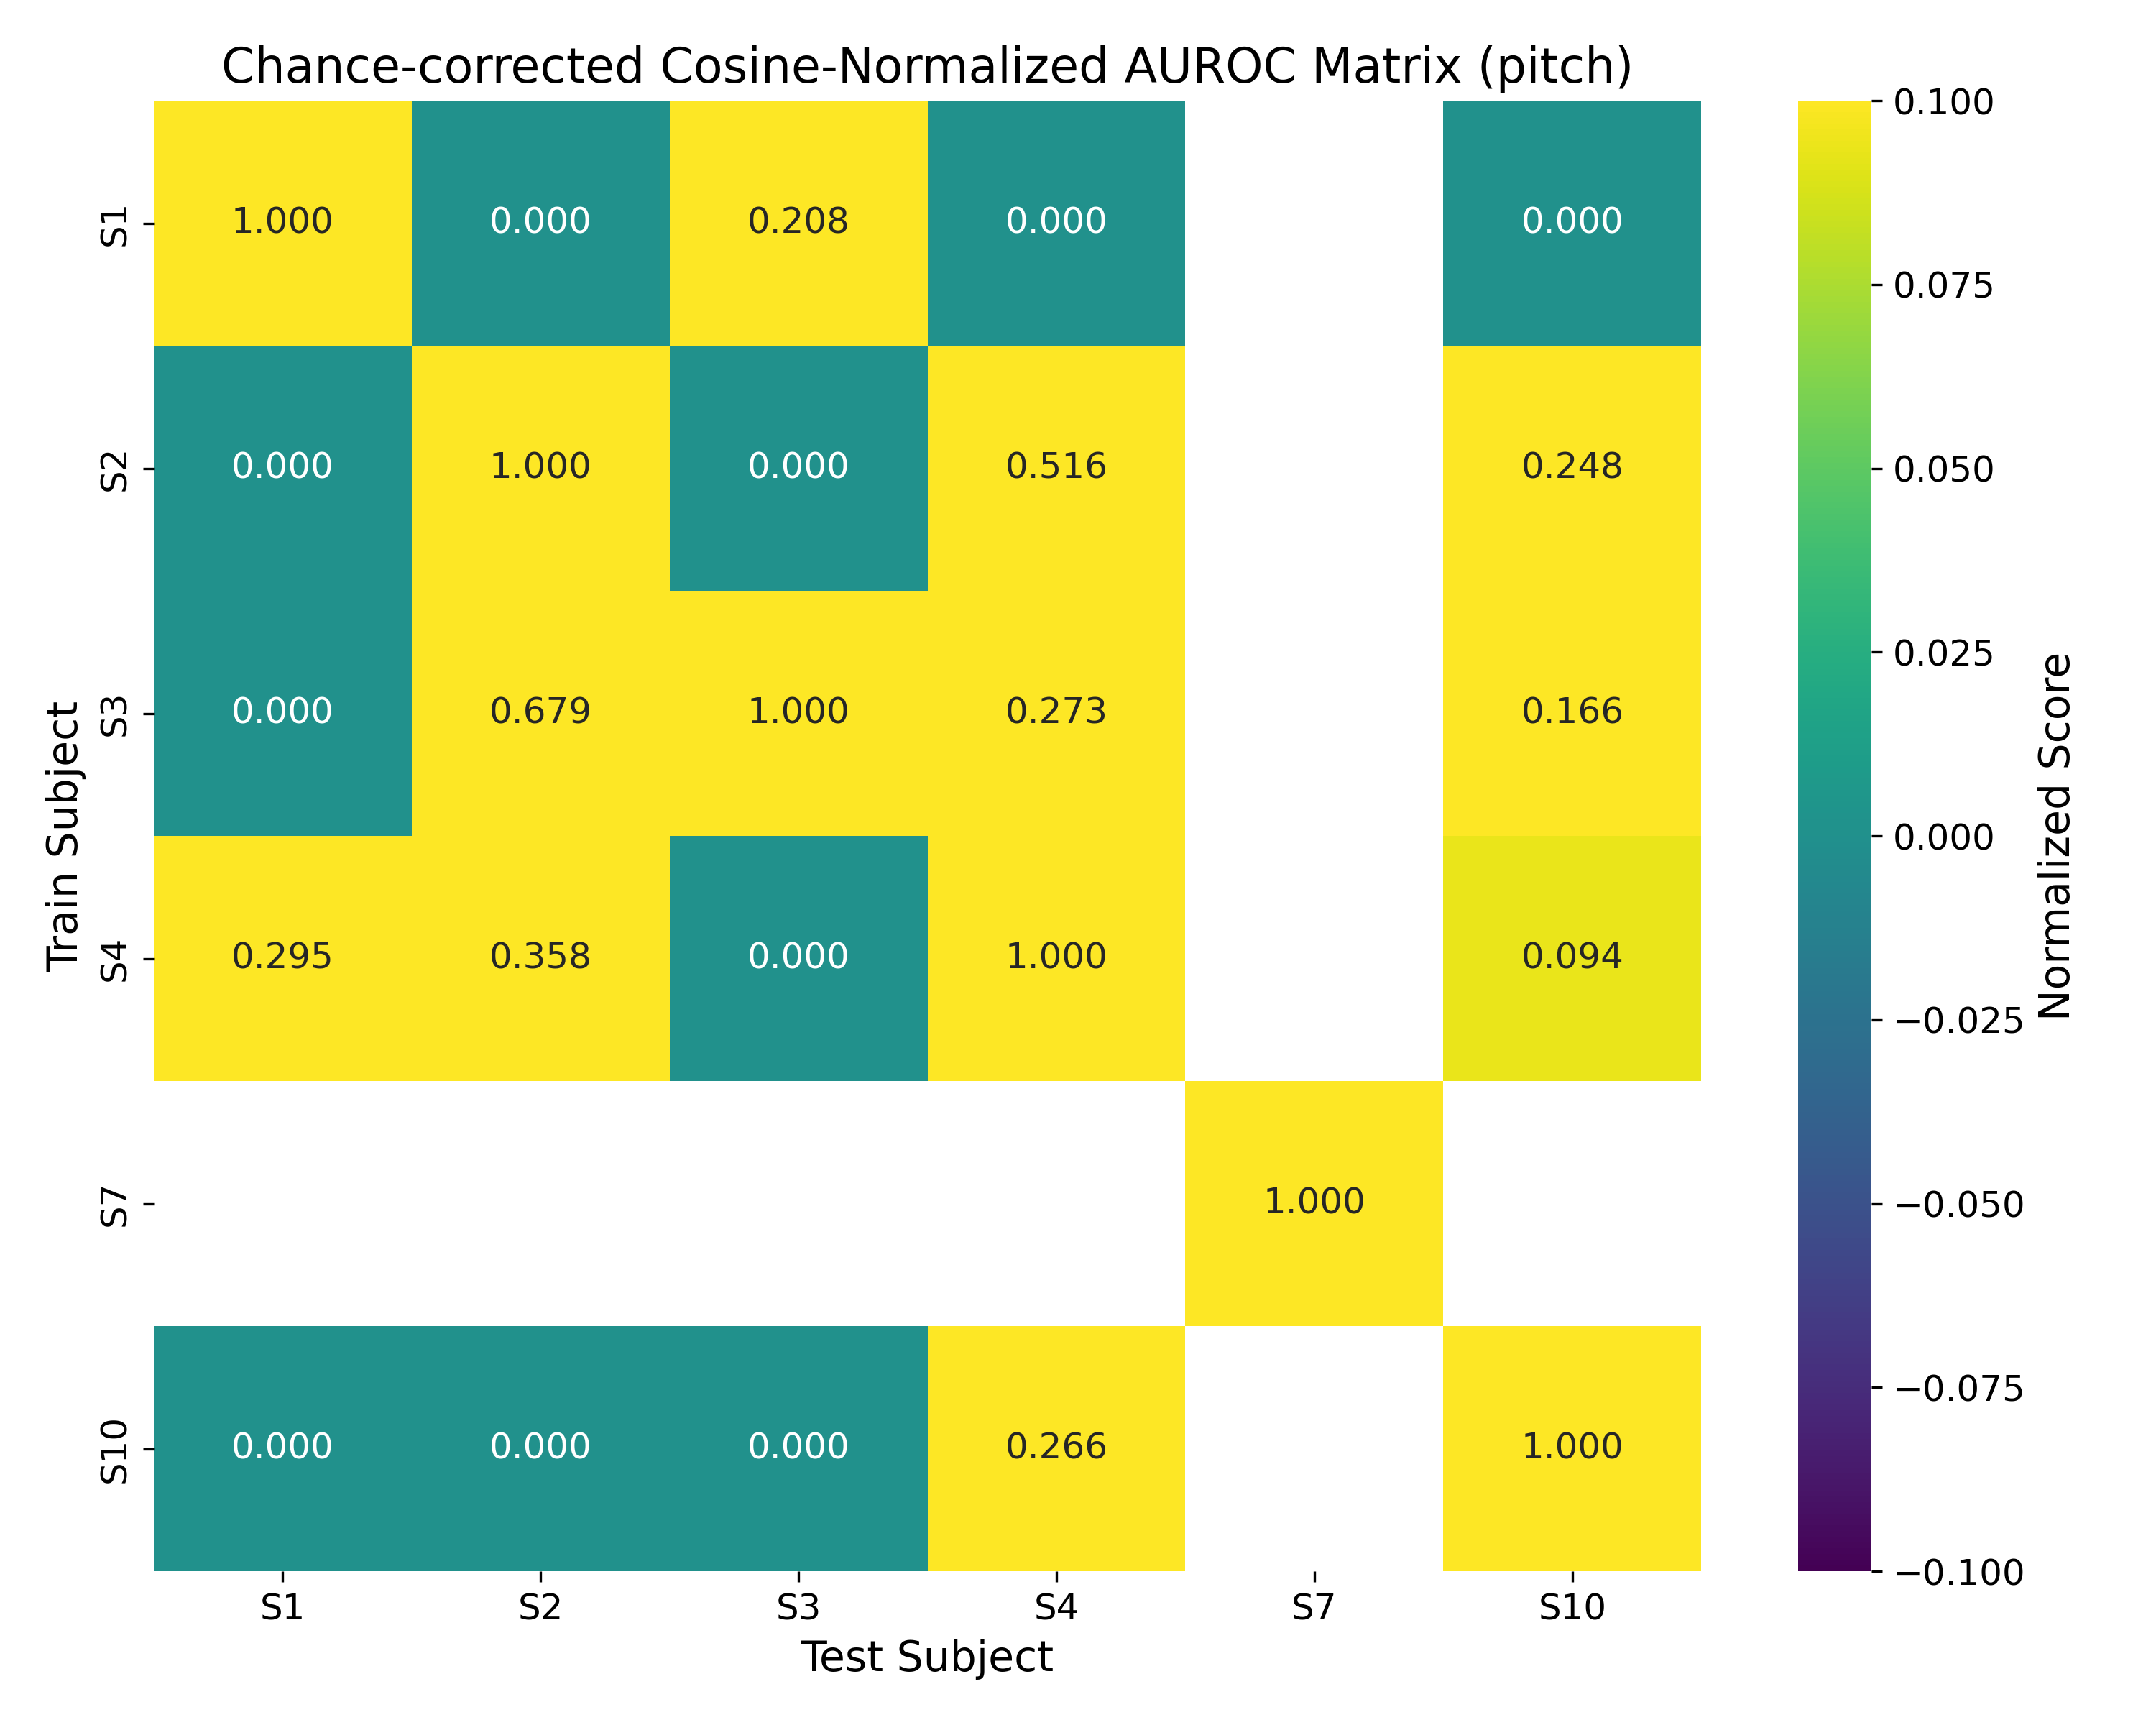 Chance-corrected Cosine-Normalized AUROC Matrix (pitch)
S1
1.000 0.000 0.208 0.000 0.000
S2
0.000 1.000 0.000 0.516 0.248
S3
0.000 0.679 1.000 0.273 0.166
S4
0.295 0.358 0.000 1.000 0.094
S7
1.000
S10
0.000 0.000 0.000 0.266 1.000
Train Subject
S1 S2 S3 S4 S7 S10
Test Subject
0.100
0.075
0.050
0.025
0.000
−0.025
−0.050
−0.075
−0.100
Normalized Score